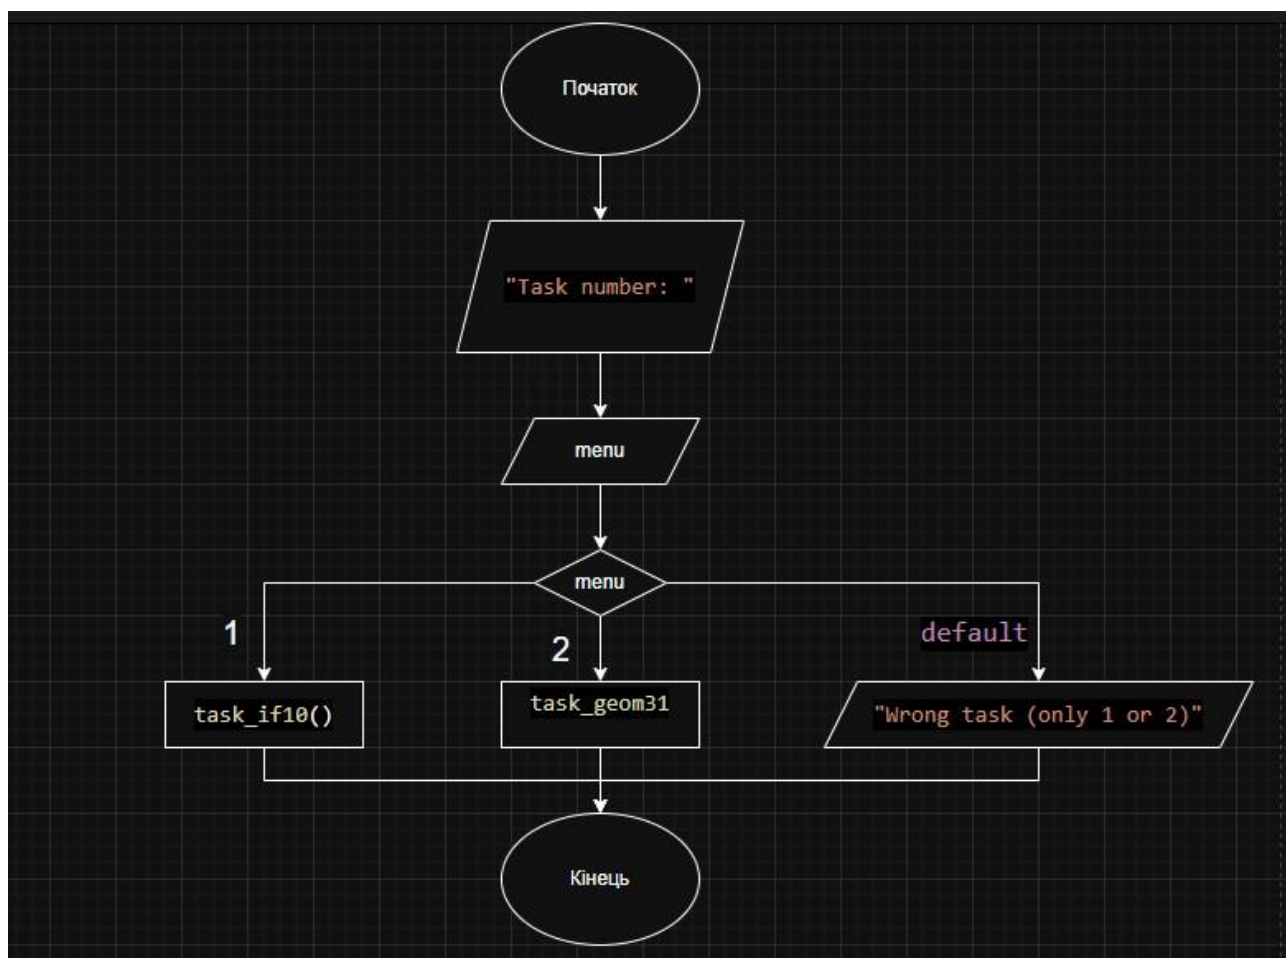 Початок
"Task number: "
menu
menu
1
2
default
task_if10()
task_geom31
"Wrong task (only 1 or 2)"
Кінець